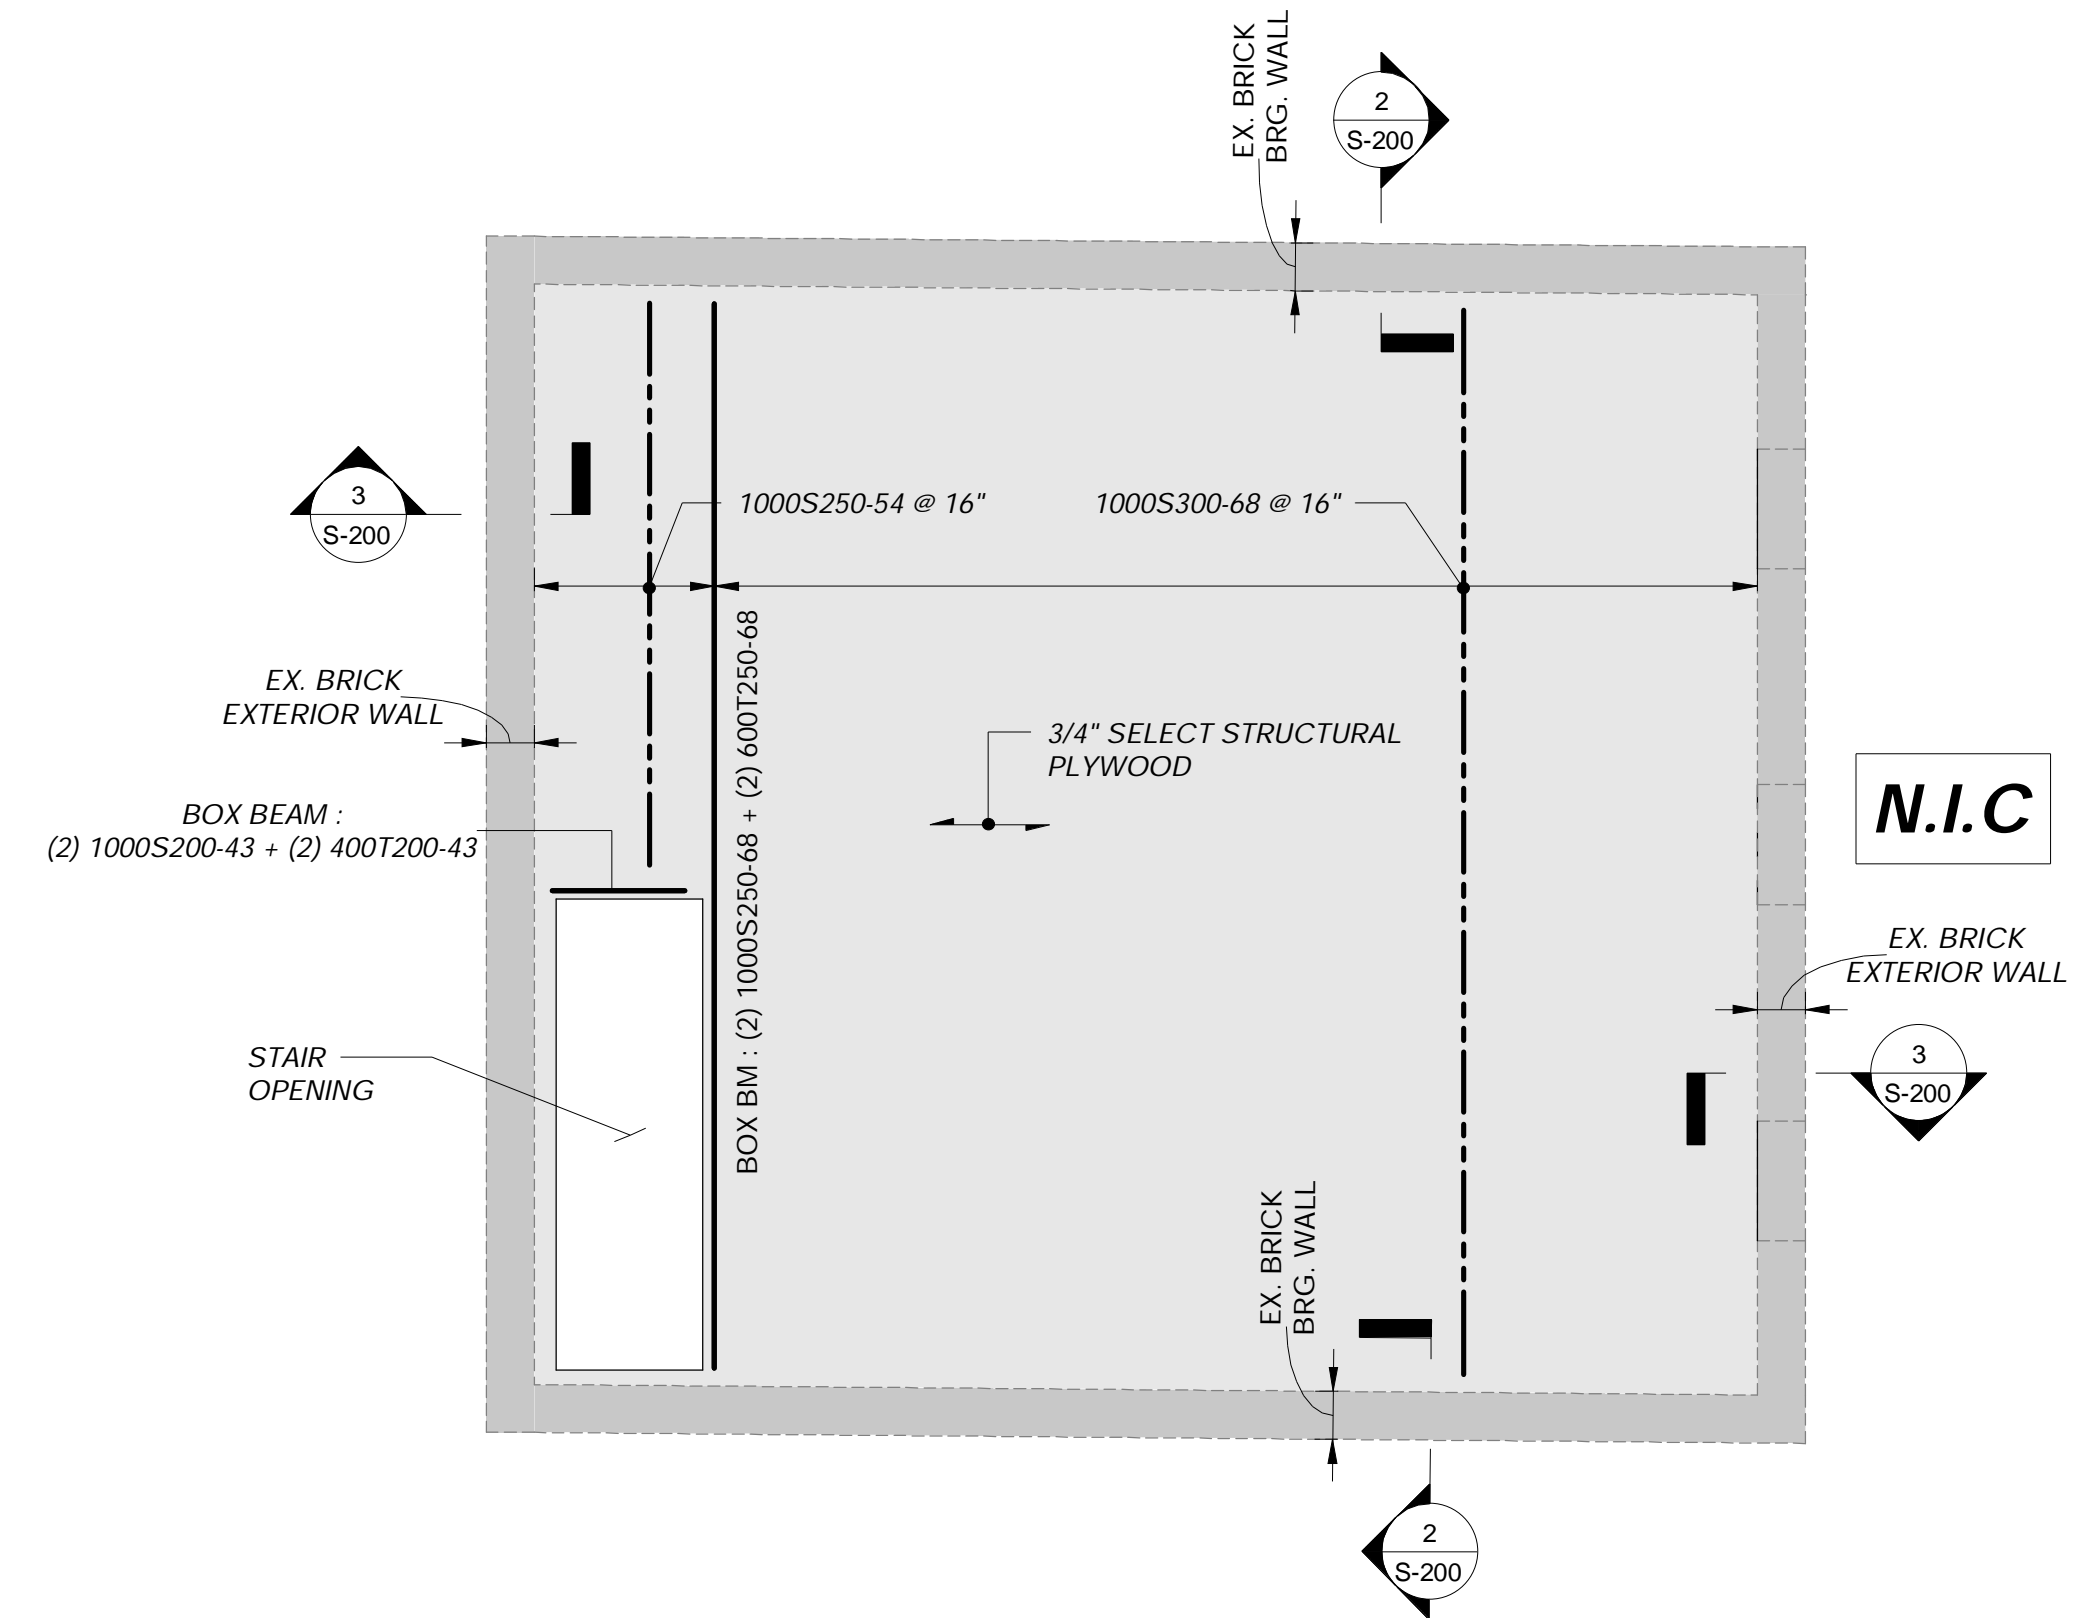 EX. BRICK
BRG. WALL
2
S-200
3
S-200
1000S250-54 @ 16"
1000S300-68 @ 16"
EX. BRICK
EXTERIOR WALL
BOX BM : (2) 1000S250-68 + (2) 600T250-68
3/4" SELECT STRUCTURAL
PLYWOOD
N.I.C
BOX BEAM :
(2) 1000S200-43 + (2) 400T200-43
EX. BRICK
EXTERIOR WALL
STAIR
OPENING
3
S-200
EX. BRICK
BRG. WALL
2
S-200